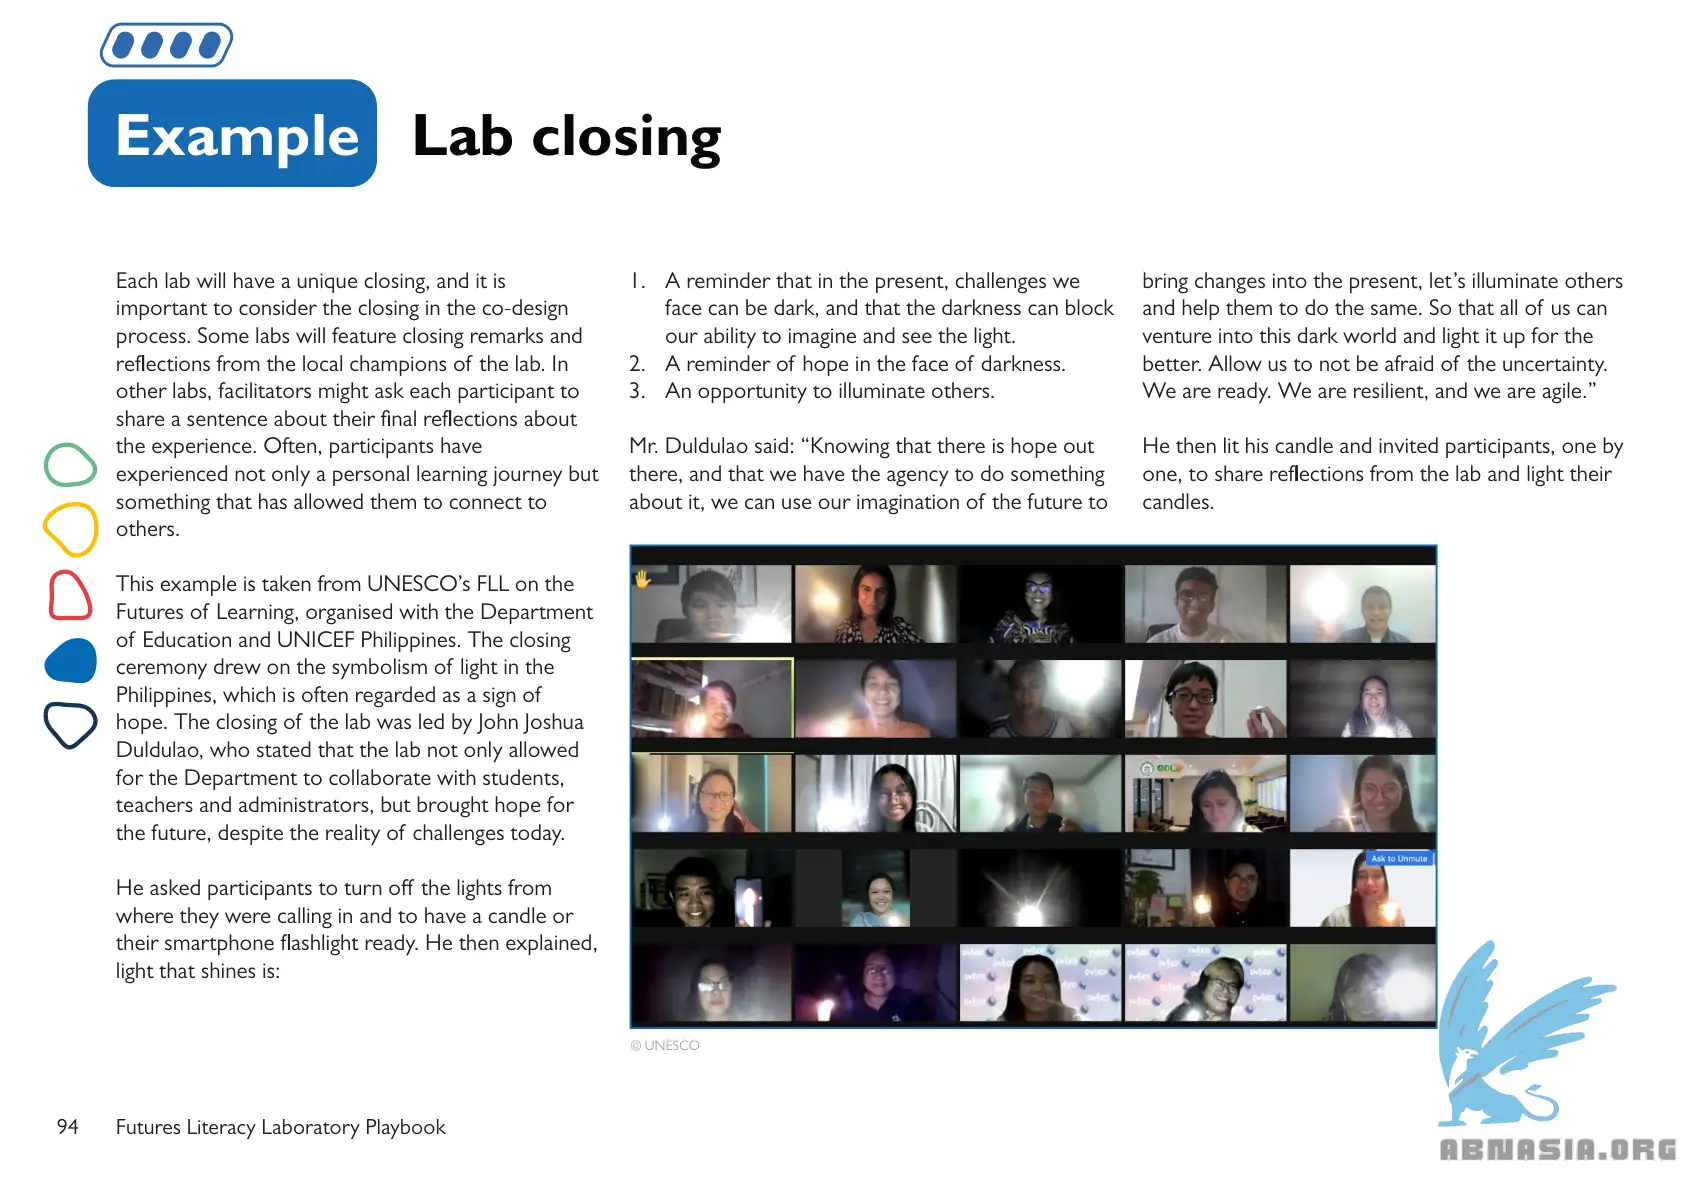 Example Lab closing
Each lab will have a unique closing, and it is
important to consider the closing in the co-design
process. Some labs will feature closing remarks and
reflections from the local champions of the lab. In
other labs, facilitators might ask each participant to
share a sentence about their final reflections about
the experience. Often, participants have
experienced not only a personal learning journey but
something that has allowed them to connect to
others.
This example is taken from UNESCO’s FLL on the
Futures of Learning, organised with the Department
of Education and UNICEF Philippines. The closing
ceremony drew on the symbolism of light in the
Philippines, which is often regarded as a sign of
hope. The closing of the lab was led by John Joshua
Duldulao, who stated that the lab not only allowed
for the Department to collaborate with students,
teachers and administrators, but brought hope for
the future, despite the reality of challenges today.
He asked participants to turn off the lights from
where they were calling in and to have a candle or
their smartphone flashlight ready. He then explained,
light that shines is:
1. A reminder that in the present, challenges we
face can be dark, and that the darkness can block
our ability to imagine and see the light.
2. A reminder of hope in the face of darkness.
3. An opportunity to illuminate others.
Mr. Duldulao said: “Knowing that there is hope out
there, and that we have the agency to do something
about it, we can use our imagination of the future to
bring changes into the present, let’s illuminate others
and help them to do the same. So that all of us can
venture into this dark world and light it up for the
better. Allow us to not be afraid of the uncertainty.
We are ready. We are resilient, and we are agile.”
He then lit his candle and invited participants, one by
one, to share reflections from the lab and light their
candles.
Ask to Unmute
© UNESCO
94 Futures Literacy Laboratory Playbook
ABNASIA.ORG